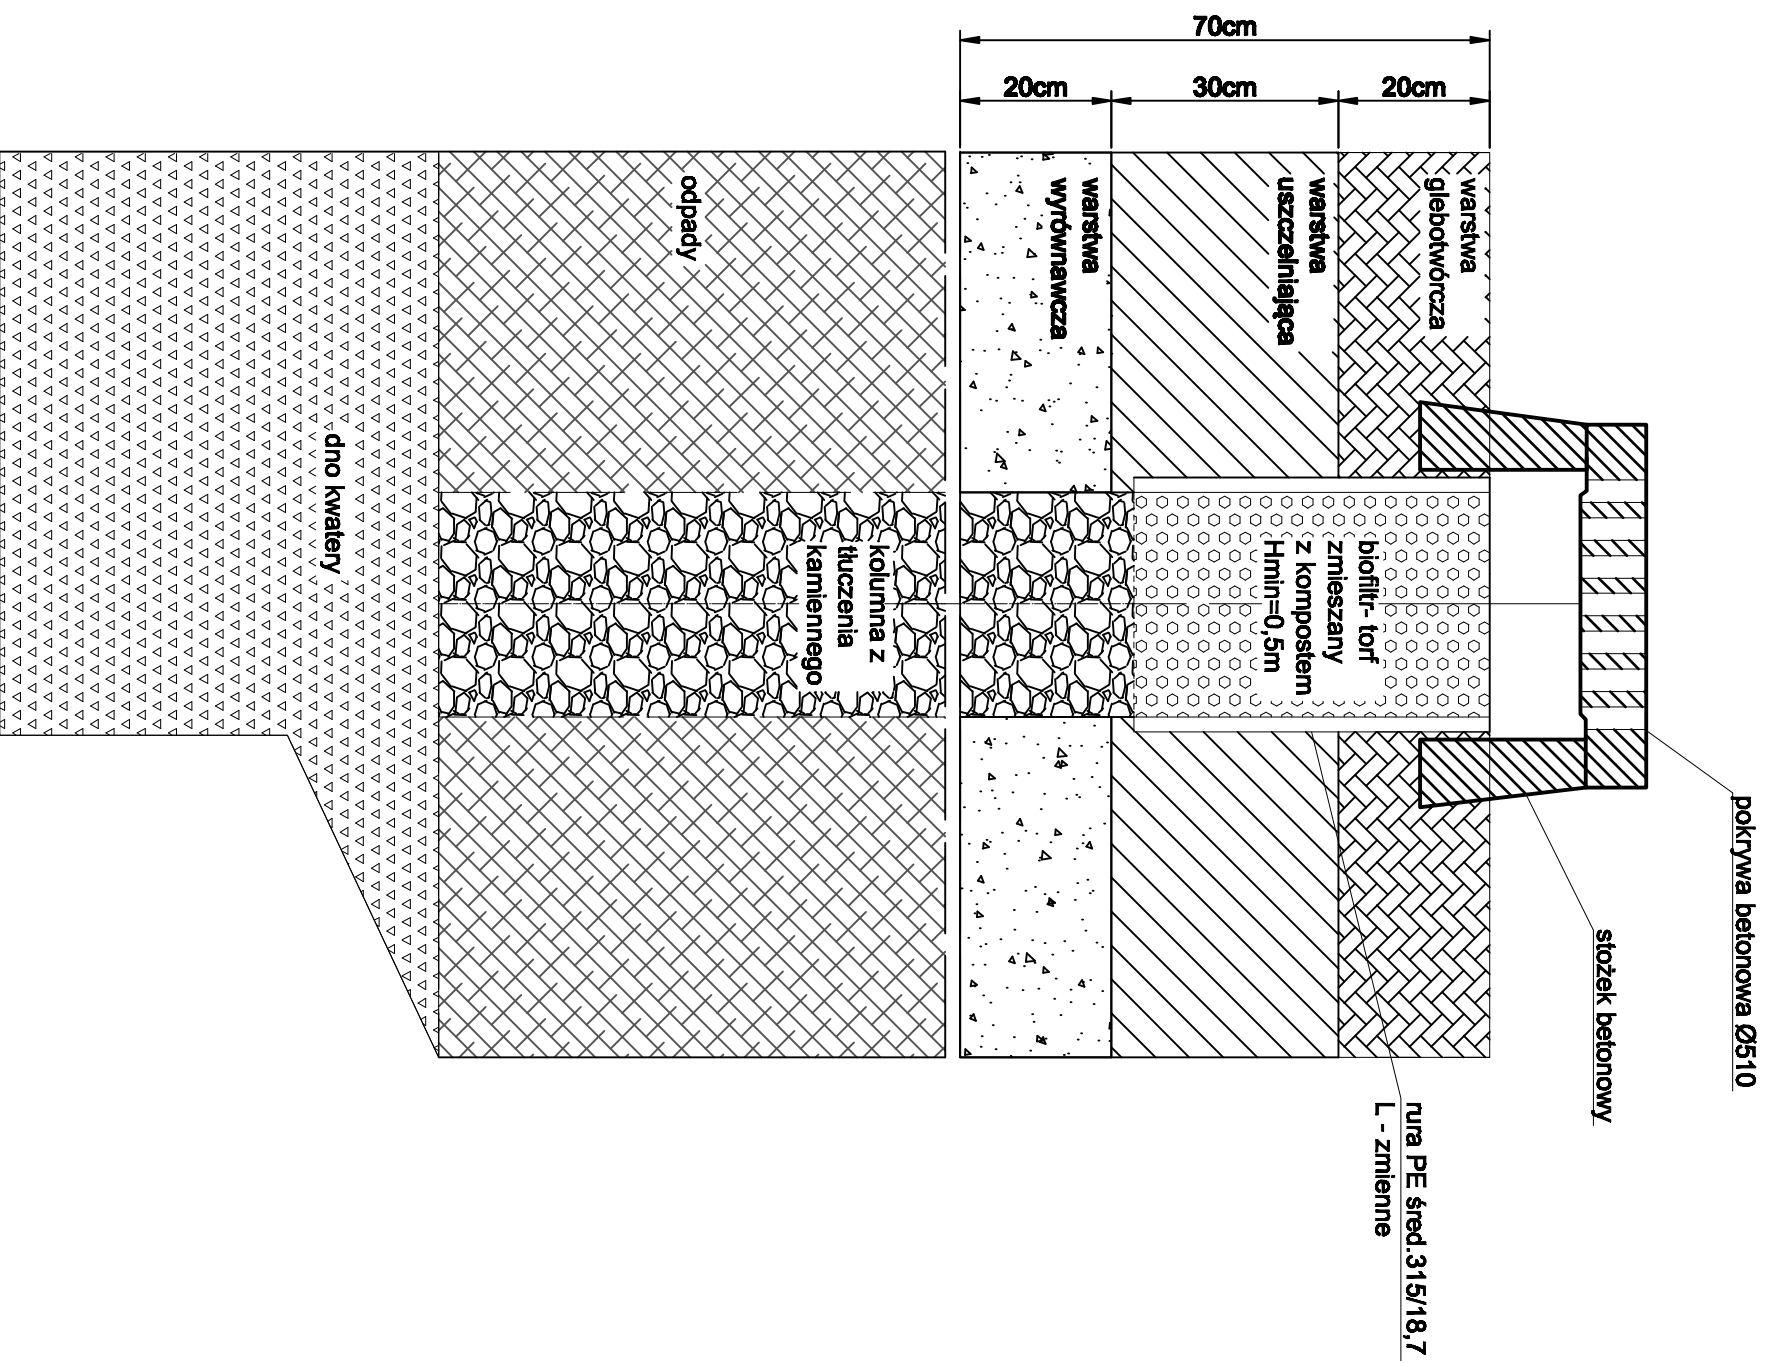 70cm
20cm
30cm
20cm
pokrywa betonowa Ø510
stożek betonowy
rura PE śred.315/18,7
L - zmienne
warstwa
glebotwórcza
warstwa
uszczelniająca
warstwa
wyrównawcza
biofiltr- torf
zmieszany
z kompostem
Hmin=0,5m
kolumna z
tłuczenia
kamiennego
odpady
dno kwatery